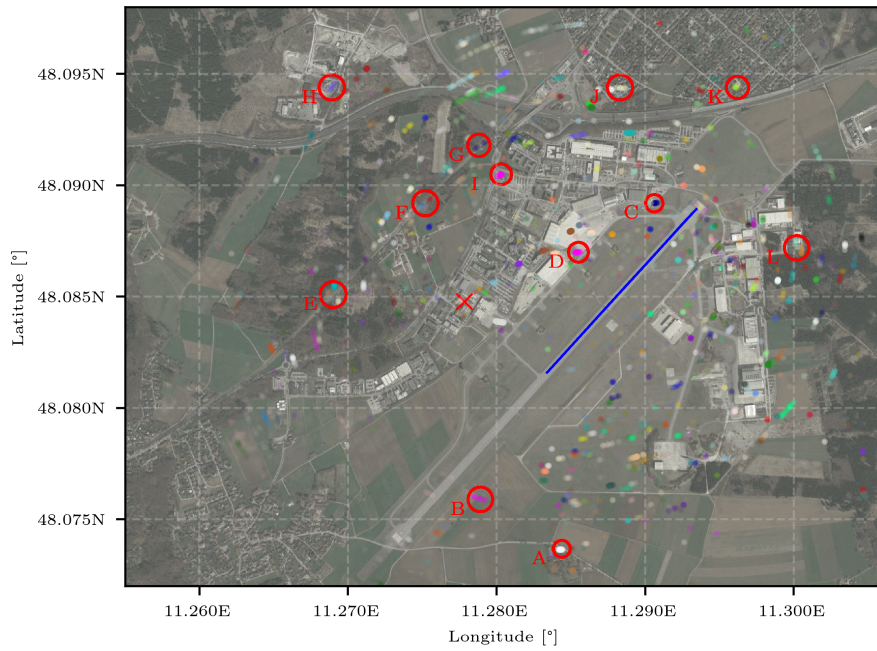 48.095N
H
J
K
G
48.090N
I
F
C
D
L
48.085N
E
48.080N
48.075N
B
A
11.260E 11.270E 11.280E 11.290E 11.300E
Longitude [°]
Latitude [°]